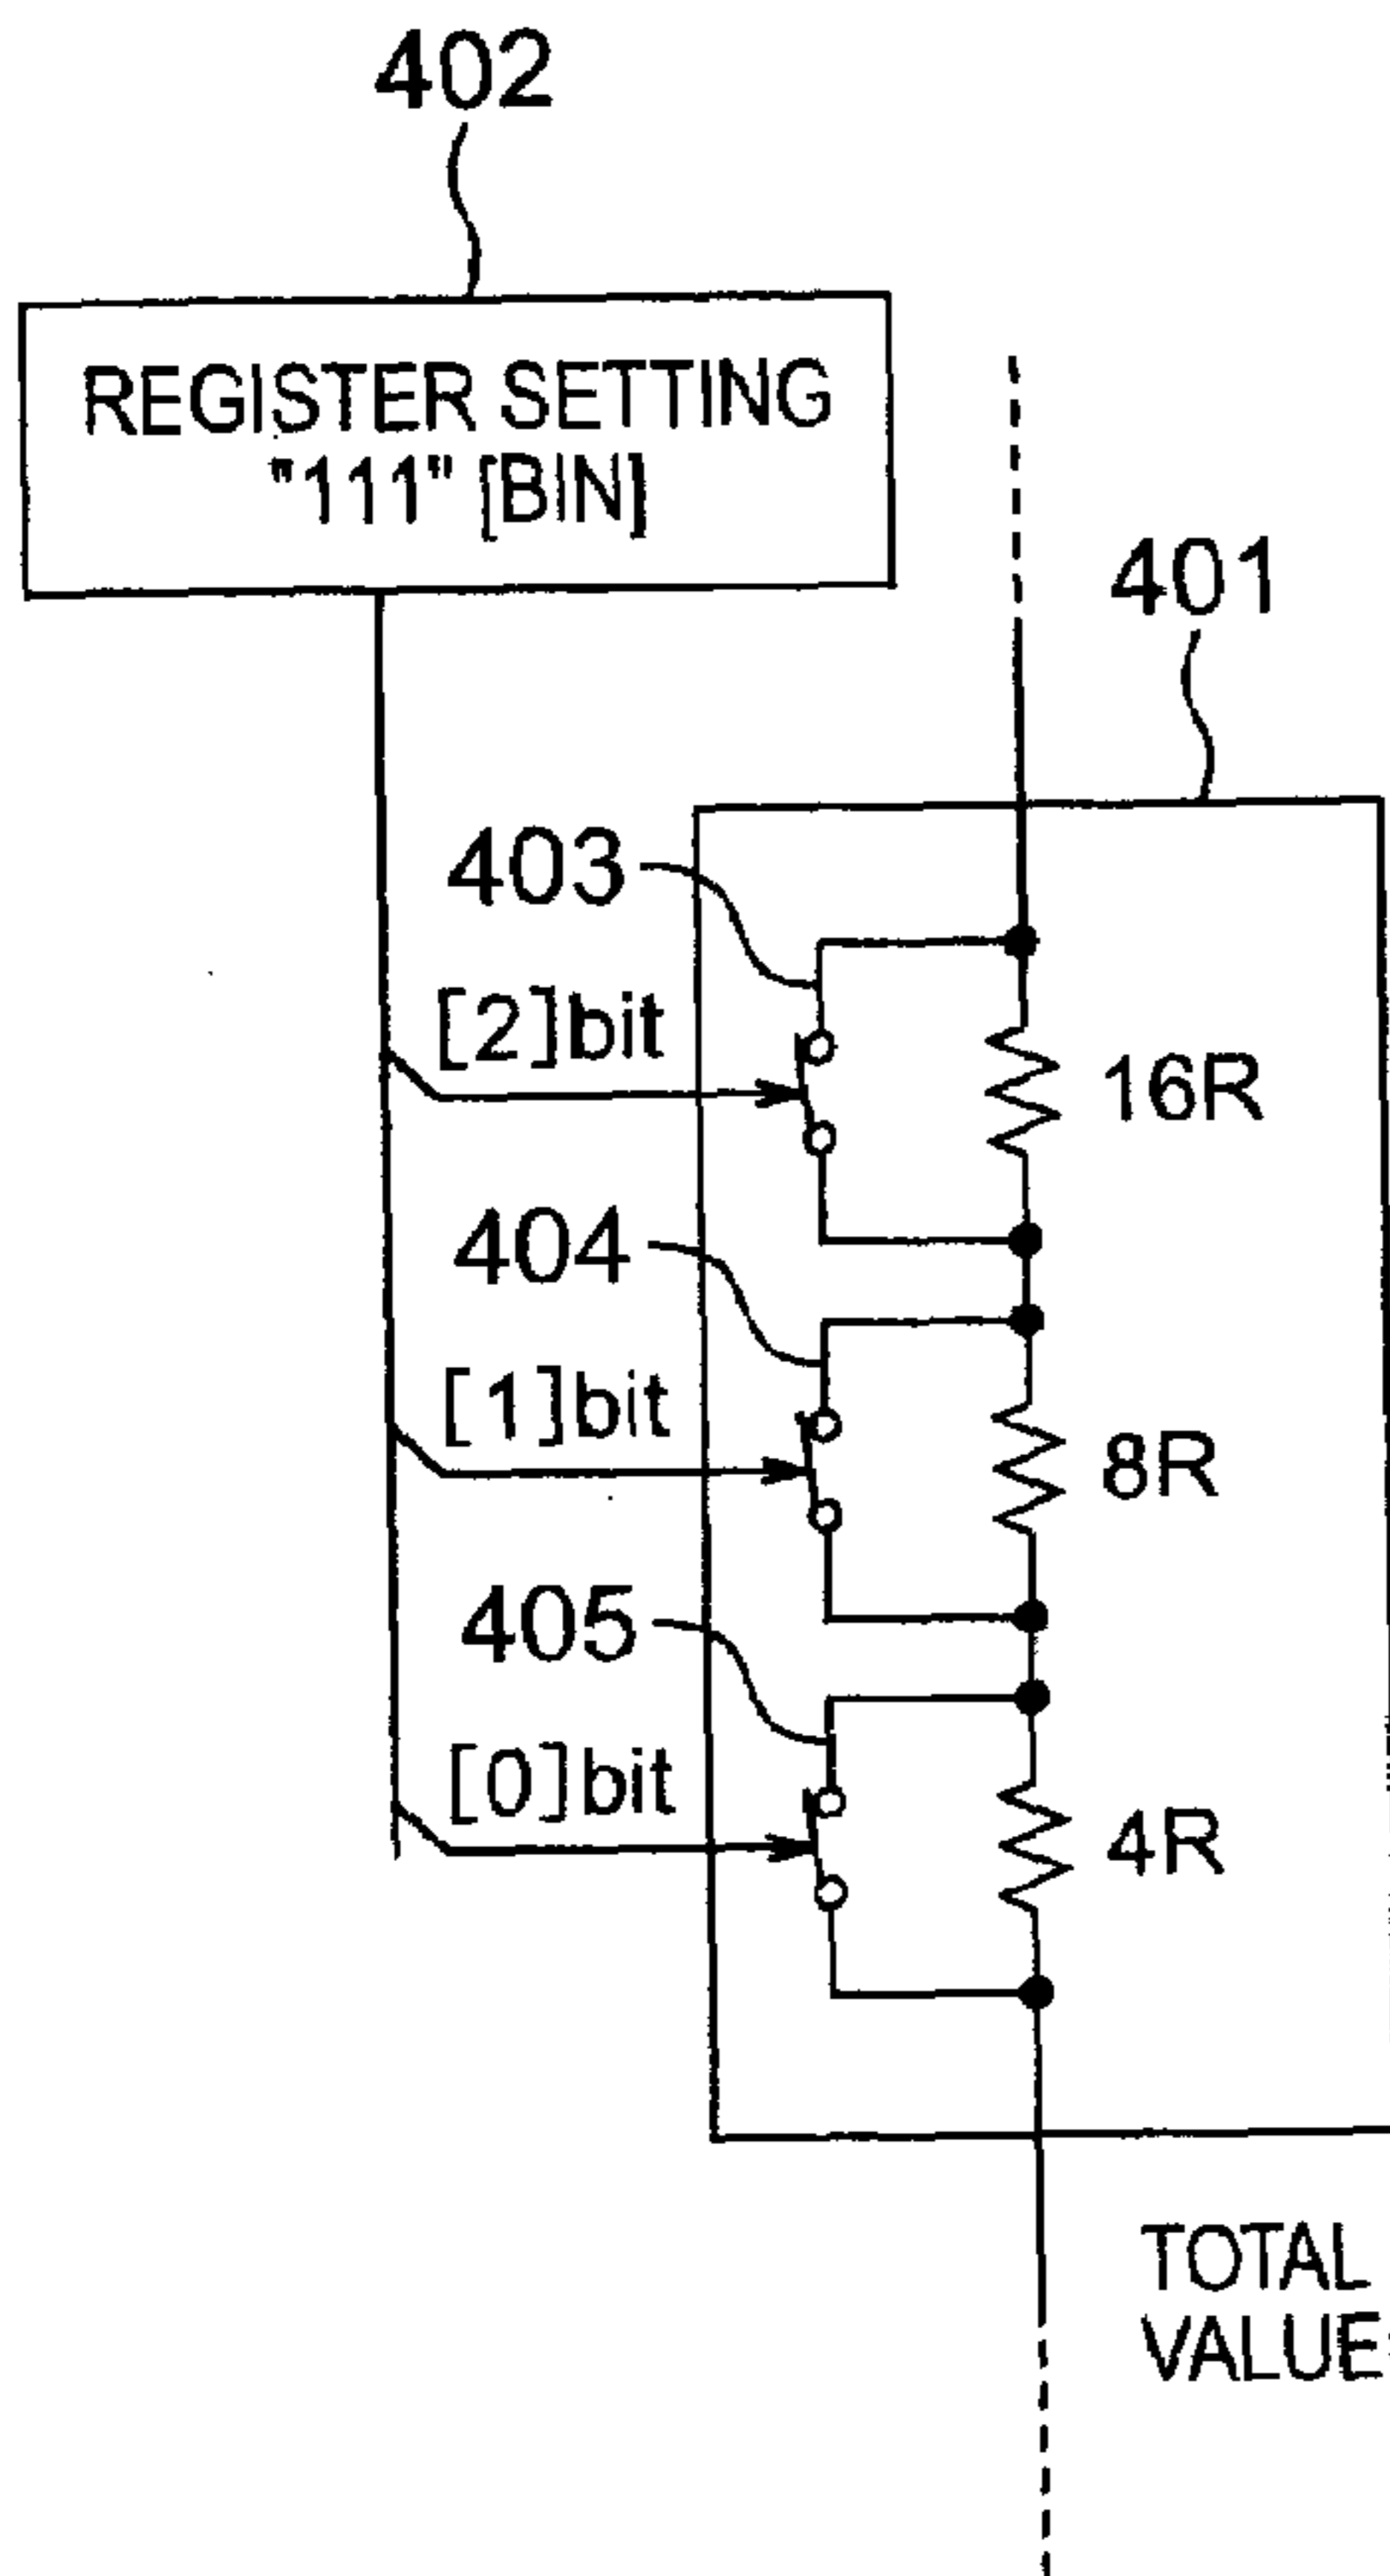 402
REGISTER SETTING
"111" [BIN]
401
403
[2]bit
16R
404
[1]bit
8R
405
[0]bit
4R
TOTAL
VALUE